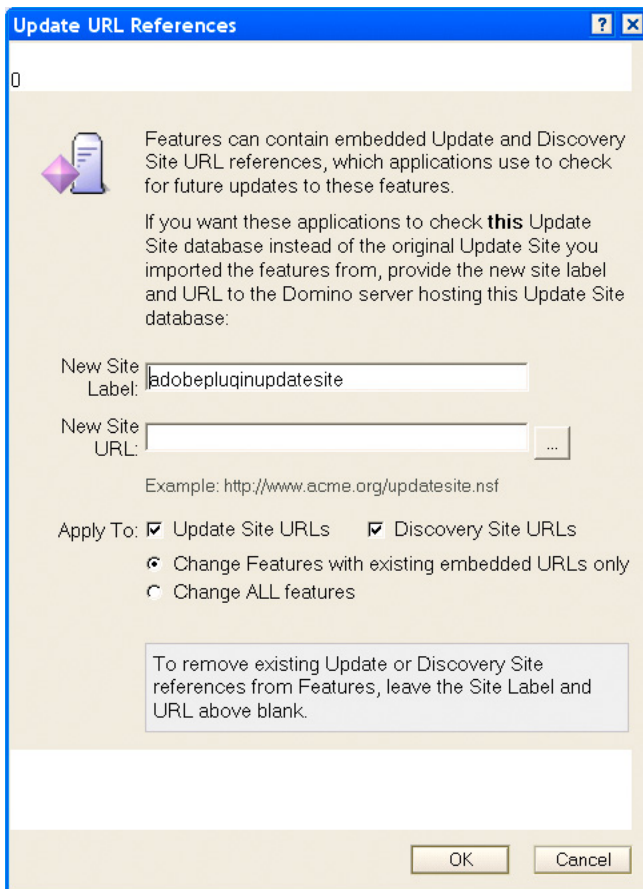 Update URL References
? X
0
Features can contain embedded Update and Discovery
Site URL references, which applications use to check
for future updates to these features.
If you want these applications to check this Update
Site database instead of the original Update Site you
imported the features from, provide the new site label
and URL to the Domino server hosting this Update Site
database:
New Site
Label:
adobepluginupdatesite
New Site
URL:
...
Example: http://www.acme.org/updatesite.nsf
Apply To: Update Site URLs Discovery Site URLs
Change Features with existing embedded URLs only
Change ALL features
To remove existing Update or Discovery Site
references from Features, leave the Site Label and
URL above blank.
OK Cancel